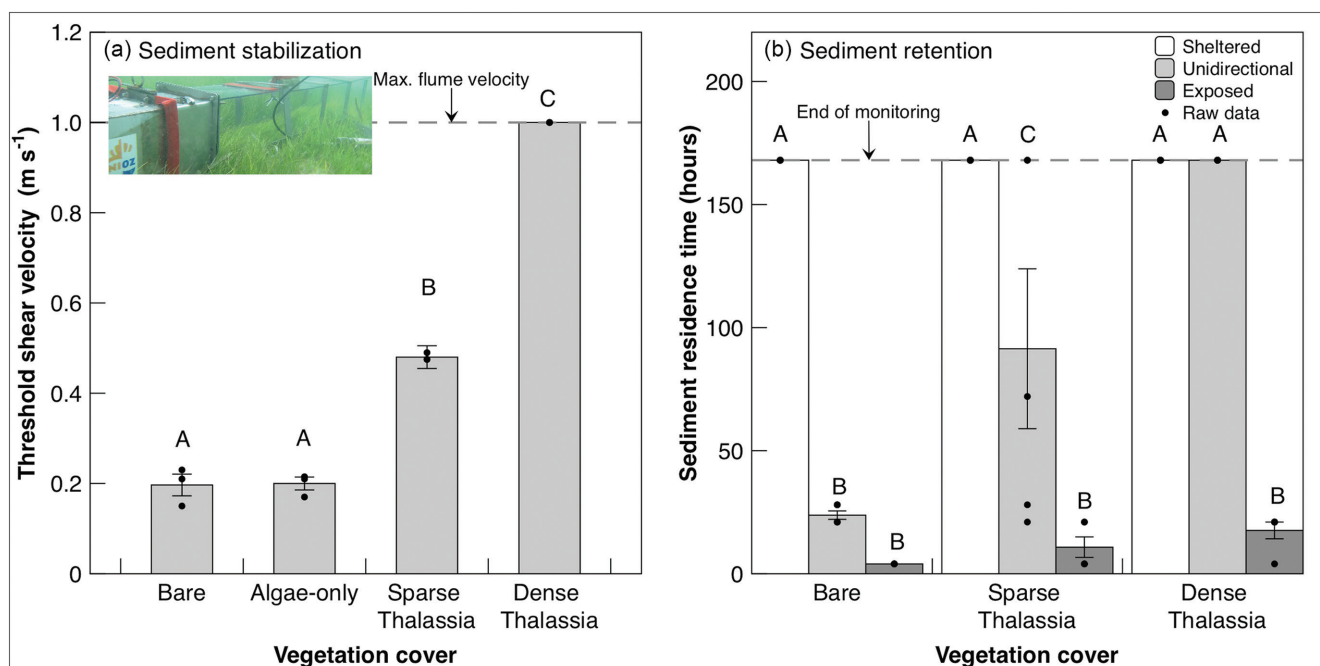 (a) Sediment stabilization
Max. flume velocity
Threshold shear velocity (m s-1)
1.2
1.0
0.8
0.6
0.4
0.2
0
A
A
B
C
Bare
Algae-only
Sparse
Thalassia
Dense
Thalassia
Vegetation cover
(b) Sediment retention
Sheltered
Unidirectional
Exposed
Raw data
End of monitoring
Sediment residence time (hours)
200
150
100
50
0
A
B
B
A
C
B
A
A
B
Bare
Sparse
Thalassia
Dense
Thalassia
Vegetation cover